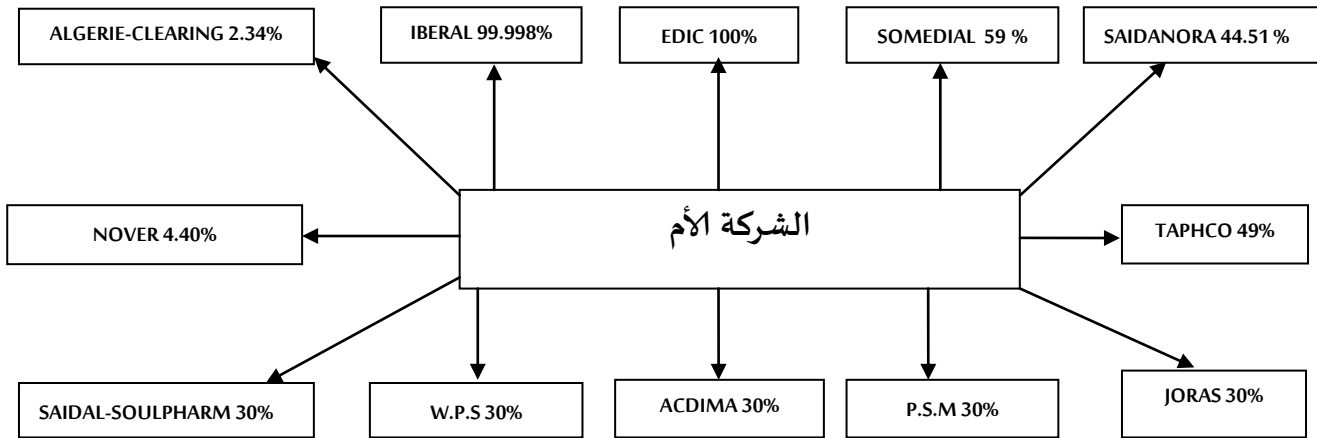 ALGERIE-CLEARING 2.34%
IBERAL 99.998%
EDIC 100%
SOMEDIAL 59 %
SAIDANORA 44.51 %
الشركة الأم
NOVER 4.40%
TAPHCO 49%
SAIDAL-SOULPHARM 30%
W.P.S 30%
ACDIMA 30%
P.S.M 30%
JORAS 30%